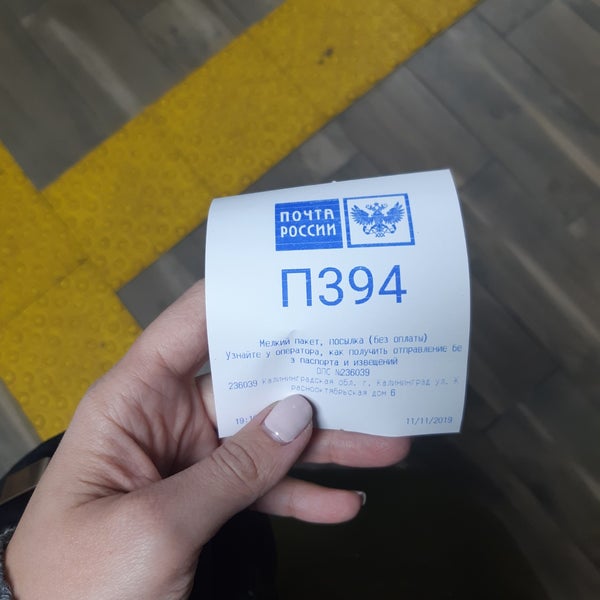 ПОЧТА
РОССИИ
П394
Мелкий пакет, посылка (без оплаты)
Узнайте у оператора, как получить отправление бе
з паспорта и извещений
ОПС №236039
236039 Калининградская обл. г. Калининград ул. К
раснооктябрьская дом 6
11/11/2019